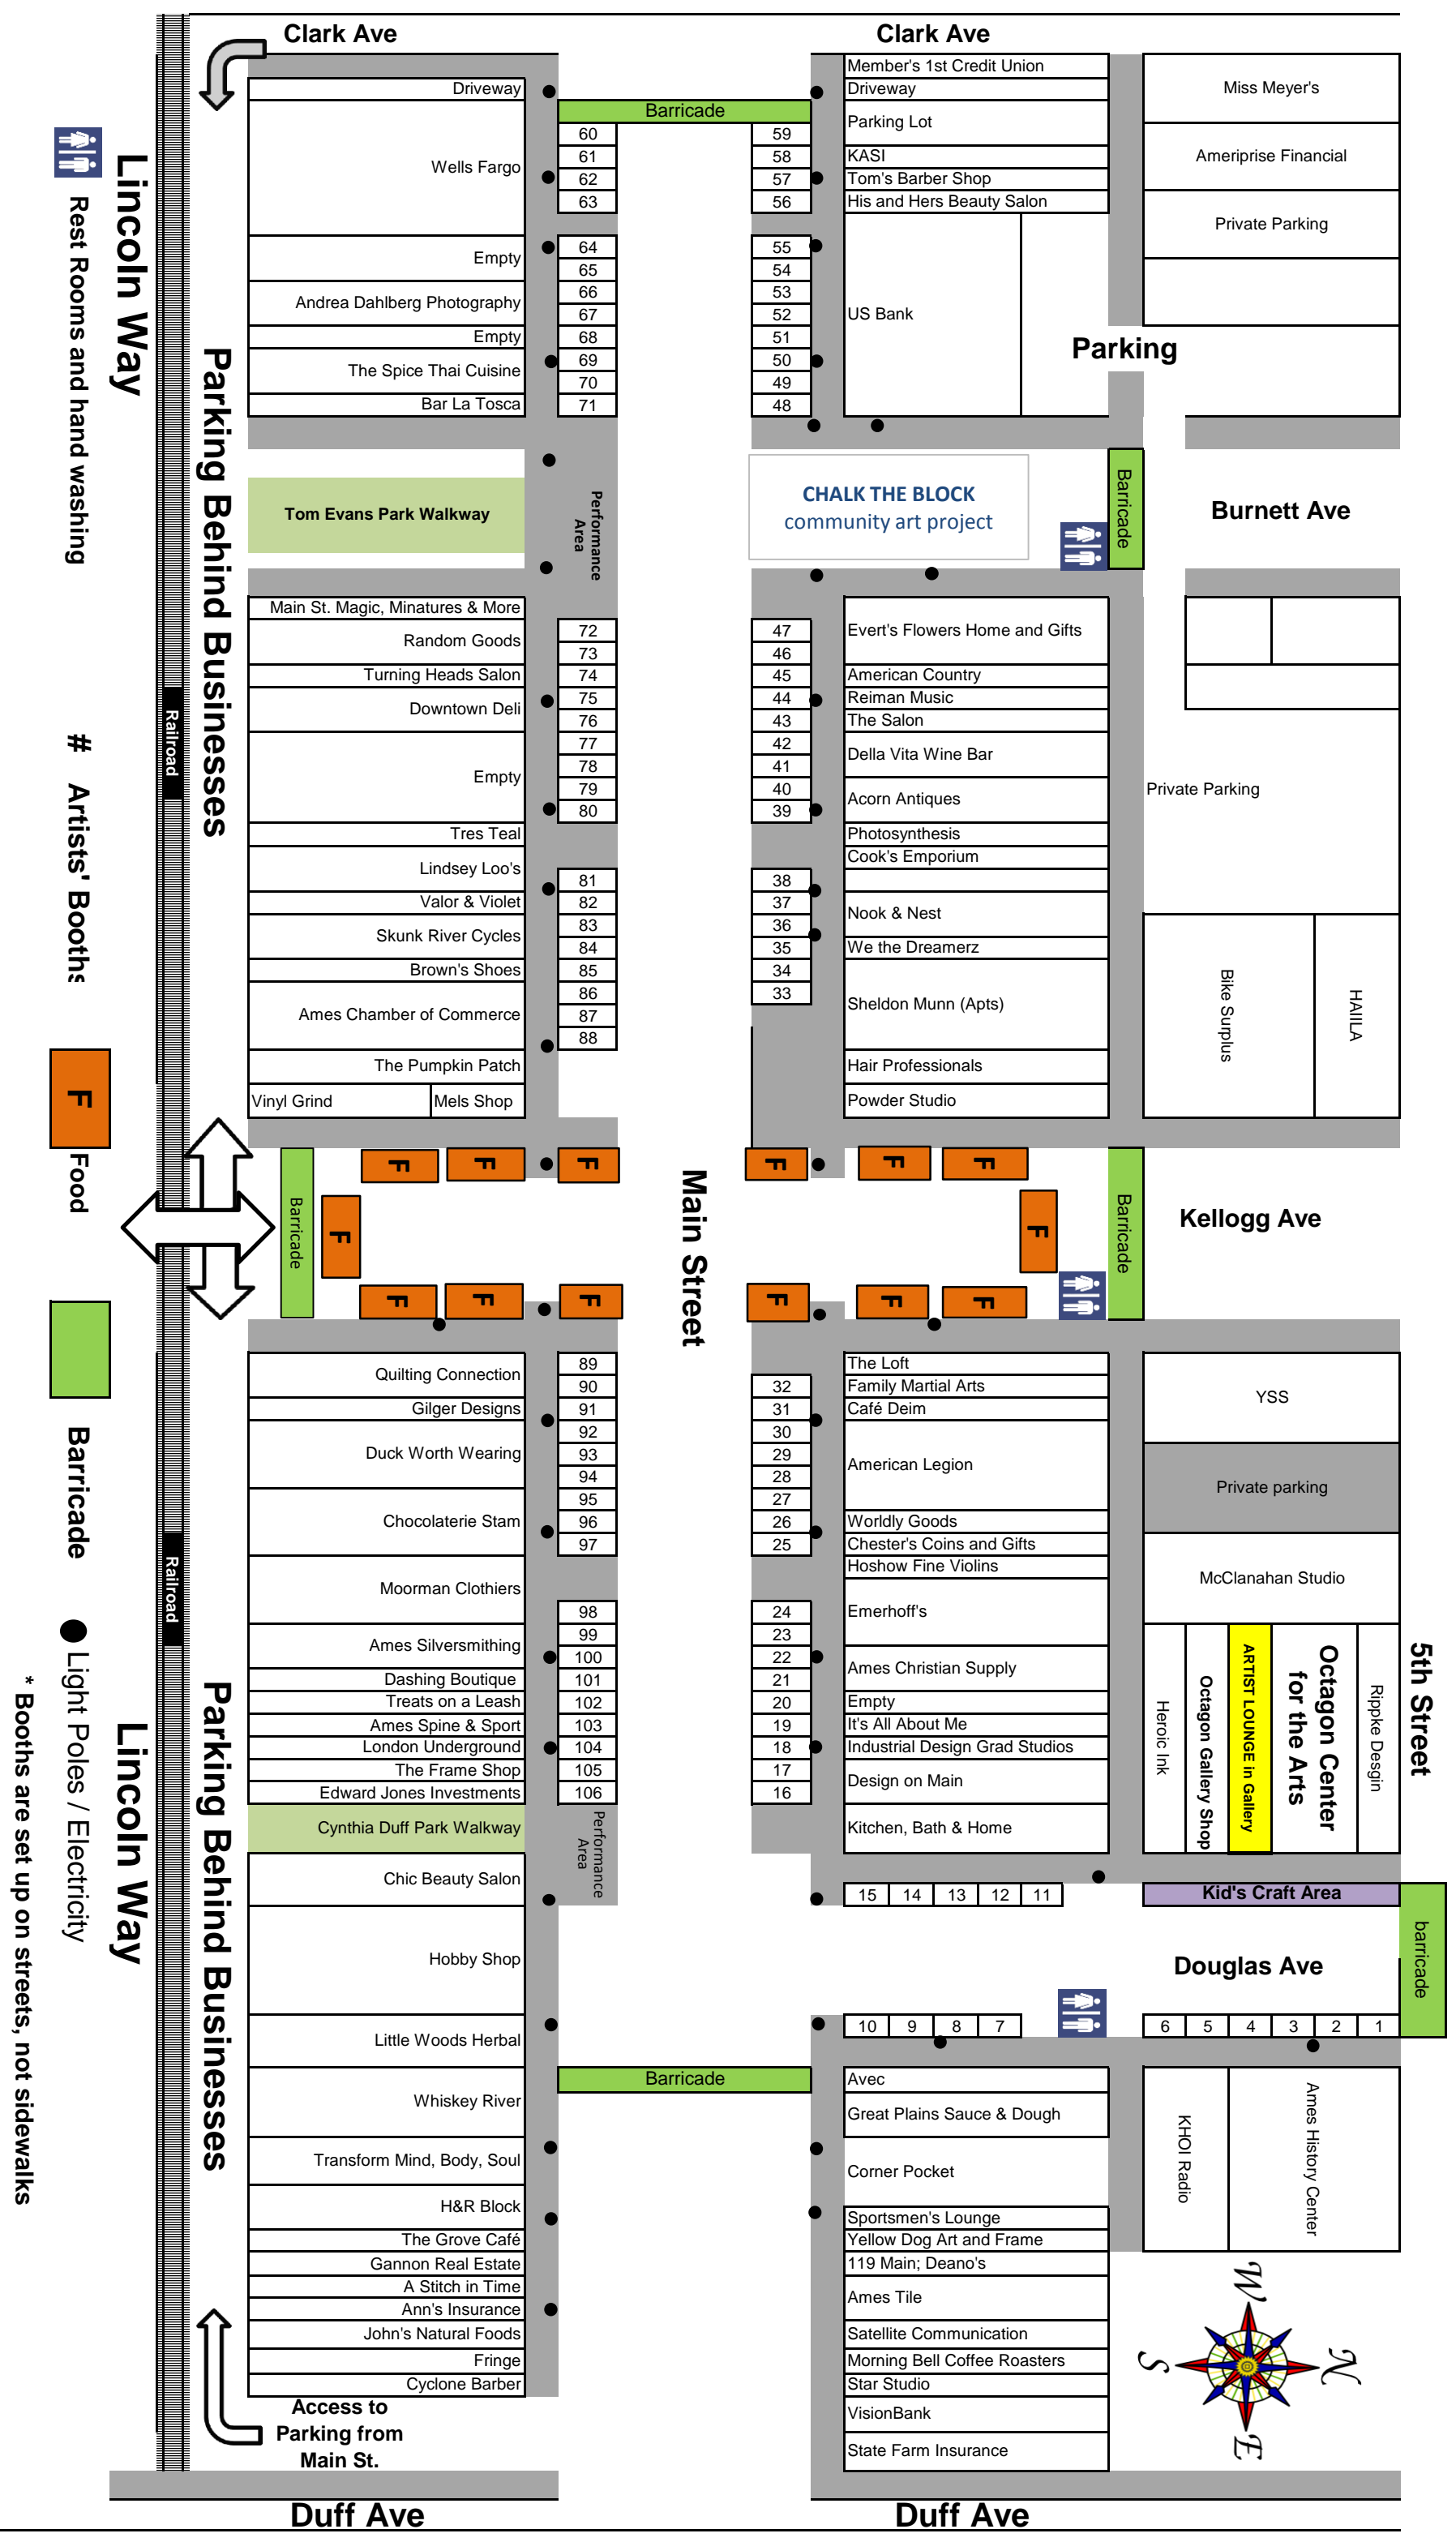 Clark Ave
Clark Ave
Driveway
Wells Fargo
Empty
Andrea Dahlberg Photography
Empty
The Spice Thai Cuisine
Bar La Tosca
Barricade
60
61
62
63
64
65
66
67
68
69
70
71
59
58
57
56
55
54
53
52
51
50
49
48
Member's 1st Credit Union
Driveway
Parking Lot
KASI
Tom's Barber Shop
His and Hers Beauty Salon
US Bank
Parking
Miss Meyer's
Ameriprise Financial
Private Parking
Tom Evans Park Walkway
Performance
Area
CHALK THE BLOCK
community art project
Barricade
Burnett Ave
Main St. Magic, Minatures & More
Random Goods
Turning Heads Salon
Downtown Deli
Empty
Tres Teal
Lindsey Loo's
Valor & Violet
Skunk River Cycles
Brown's Shoes
Ames Chamber of Commerce
The Pumpkin Patch
Vinyl Grind
Mels Shop
72
73
74
75
76
77
78
79
80
81
82
83
84
85
86
87
88
47
46
45
44
43
42
41
40
39
38
37
36
35
34
33
Evert's Flowers Home and Gifts
American Country
Reiman Music
The Salon
Della Vita Wine Bar
Acorn Antiques
Photosynthesis
Cook's Emporium
Nook & Nest
We the Dreamerz
Sheldon Munn (Apts)
Hair Professionals
Powder Studio
Private Parking
Bike Surplus
HAIILA
Barricade
F
F
F
F
F
F
F
F
F
F
F
F
F
F
Main Street
Barricade
Kellogg Ave
Quilting Connection
Gilger Designs
Duck Worth Wearing
Chocolaterie Stam
Moorman Clothiers
Ames Silversmithing
Dashing Boutique
Treats on a Leash
Ames Spine & Sport
London Underground
The Frame Shop
Edward Jones Investments
Cynthia Duff Park Walkway
Chic Beauty Salon
Hobby Shop
Little Woods Herbal
Whiskey River
Transform Mind, Body, Soul
H&R Block
The Grove Café
Gannon Real Estate
A Stitch in Time
Ann's Insurance
John's Natural Foods
Fringe
Cyclone Barber
Access to
Parking from
Main St.
89
90
91
92
93
94
95
96
97
98
99
100
101
102
103
104
105
106
Performance
Area
32
31
30
29
28
27
26
25
24
23
22
21
20
19
18
17
16
The Loft
Family Martial Arts
Café Deim
American Legion
Worldly Goods
Chester's Coins and Gifts
Hoshow Fine Violins
Emerhoff's
Ames Christian Supply
Empty
It's All About Me
Industrial Design Grad Studios
Design on Main
Kitchen, Bath & Home
YSS
Private parking
McClanahan Studio
Heroic Ink
Octagon Gallery Shop
ARTIST LOUNGE in Gallery
Octagon Center
for the Arts
Rippke Desgin
5th Street
15
14
13
12
11
Kid's Craft Area
barricade
Douglas Ave
10
9
8
7
6
5
4
3
2
1
Barricade
Avec
Great Plains Sauce & Dough
Corner Pocket
Sportsmen's Lounge
Yellow Dog Art and Frame
119 Main; Deano's
Ames Tile
Satellite Communication
Morning Bell Coffee Roasters
Star Studio
VisionBank
State Farm Insurance
KHOI Radio
Ames History Center
W
N
S
E
Duff Ave
Duff Ave
Parking Behind Businesses
Parking Behind Businesses
Railroad
Railroad
Lincoln Way
Lincoln Way
Rest Rooms and hand washing
# Artists' Booths
F
Food
Barricade
Light Poles / Electricity
* Booths are set up on streets, not sidewalks